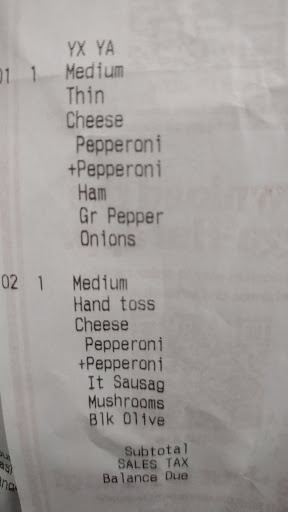 YX YA
01 1 Medium
Thin
Cheese
Pepperoni
+Pepperoni
Ham
Gr Pepper
Onions
02 1 Medium
Hand toss
Cheese
Pepperoni
+Pepperoni
It Sausag
Mushrooms
Blk Olive
Subtotal
SALES TAX
Balance Due